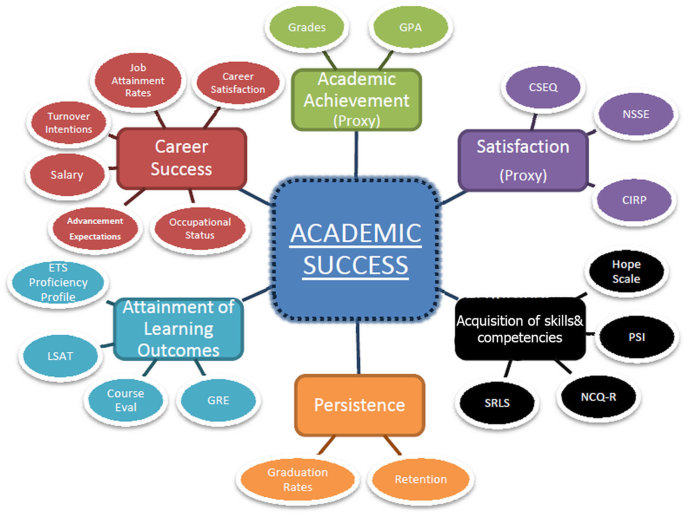 Grades
GPA
Academic
Achievement
(Proxy)
Job
Attainment
Rates
Career
Satisfaction
Turnover
Intentions
Salary
Advancement
Expectations
Occupational
Status
Career
Success
CSEQ
NSSE
CIRP
Satisfaction
(Proxy)
ACADEMIC
SUCCESS
ETS
Proficiency
Profile
LSAT
Course
Eval
GRE
Attainment of
Learning
Outcomes
Hope
Scale
PSI
NCQ-R
SRLS
Acquisition of skills&
competencies
Persistence
Graduation
Rates
Retention